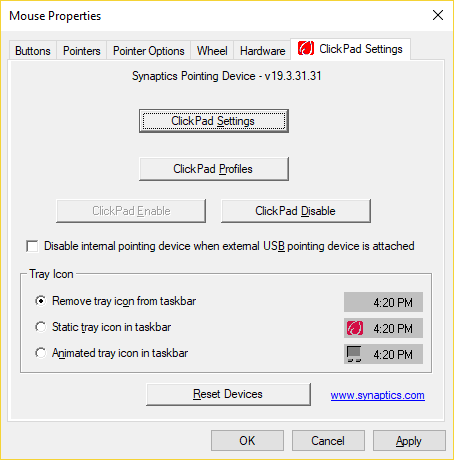 Mouse Properties
Buttons Pointers Pointer Options Wheel Hardware ClickPad Settings
Synaptics Pointing Device - v19.3.31.31
ClickPad Settings
ClickPad Profiles
ClickPad Enable ClickPad Disable
Disable internal pointing device when external USB pointing device is attached
Tray Icon
Remove tray icon from taskbar 4:20 PM
Static tray icon in taskbar 4:20 PM
Animated tray icon in taskbar 4:20 PM
Reset Devices www.synaptics.com
OK Cancel Apply